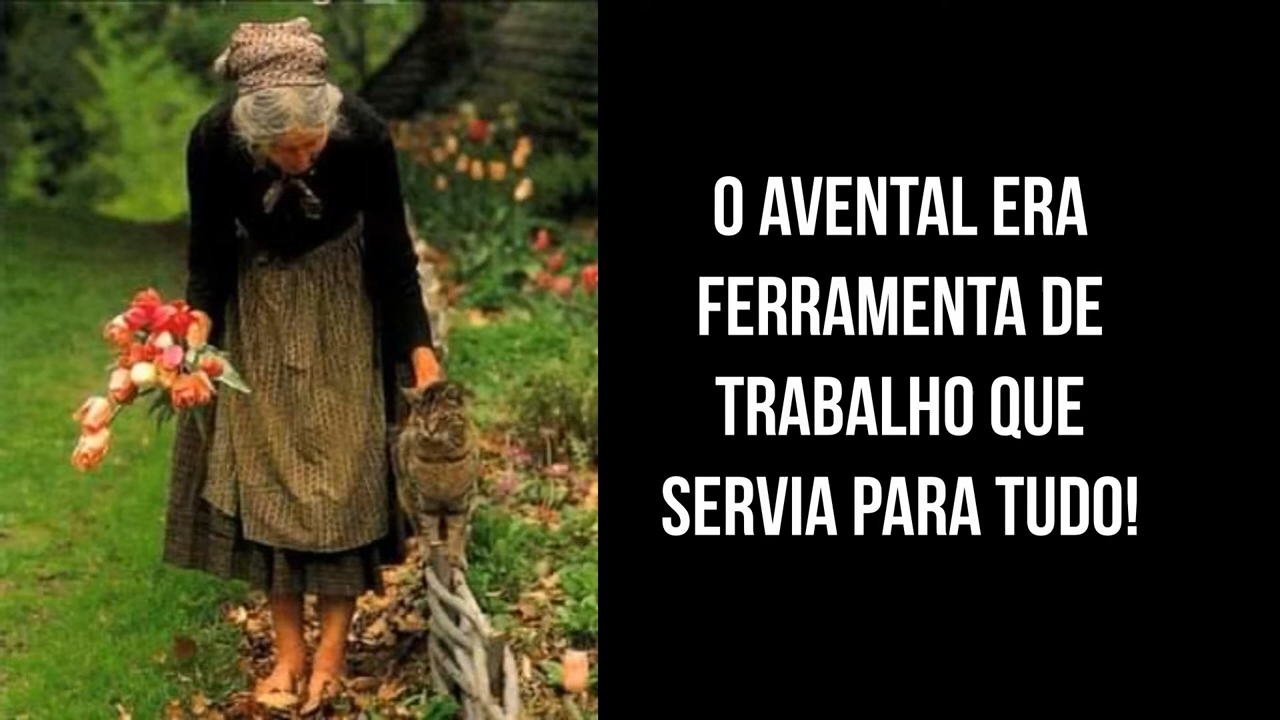 O AVENTAL ERA
FERRAMENTA DE
TRABALHO QUE
SERVIA PARA TUDO!